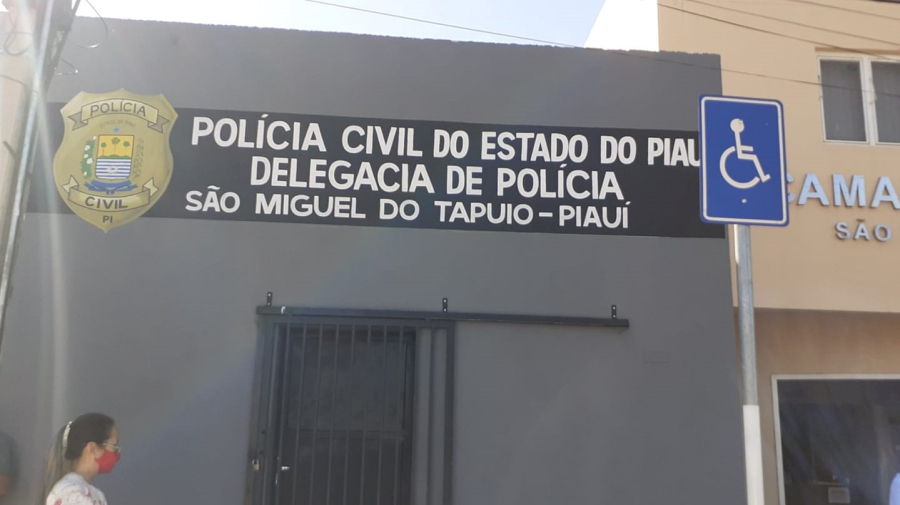 POLÍCIA
CIVIL
PI
POLÍCIA CIVIL DO ESTADO DO PIAU
DELEGACIA DE POLÍCIA
SÃO MIGUEL DO TAPUIO-PIAUÍ
CAMA
SÃO